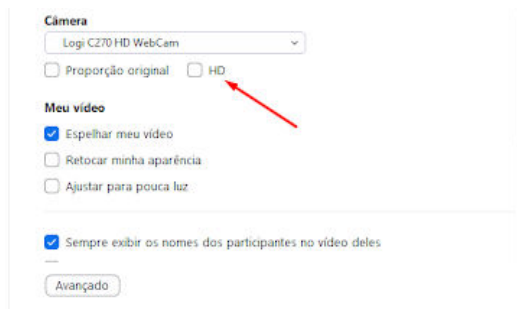 Câmera
Logi C270 HD WebCam
Proporção original HD
Meu vídeo
Espelhar meu vídeo
Retocar minha aparência
Ajustar para pouca luz
Sempre exibir os nomes dos participantes no vídeo deles
Avançado